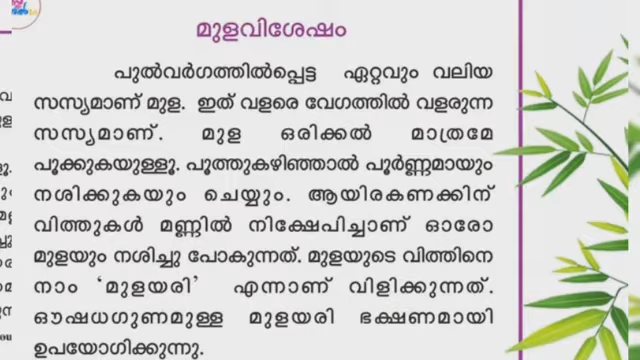 മുളവിശേഷം
പുൽവർഗത്തിൽപ്പെട്ട ഏറ്റവും വലിയ
സസ്യമാണ് മുള. ഇത് വളരെ വേഗത്തിൽ വളരുന്ന
സസ്യമാണ്. മുള ഒരിക്കൽ മാത്രമേ
പൂക്കുകയുള്ളൂ. പൂത്തുകഴിഞ്ഞാൽ പൂർണ്ണമായും
നശിക്കുകയും ചെയ്യും. ആയിരകണക്കിന്
വിത്തുകൾ മണ്ണിൽ നിക്ഷേപിച്ചാണ് ഓരോ
മുളയും നശിച്ചു പോകുന്നത്. മുളയുടെ വിത്തിനെ
നാം ‘മുളയരി’ എന്നാണ് വിളിക്കുന്നത്.
ഔഷധഗുണമുള്ള മുളയരി ഭക്ഷണമായി
ഉപയോഗിക്കുന്നു.